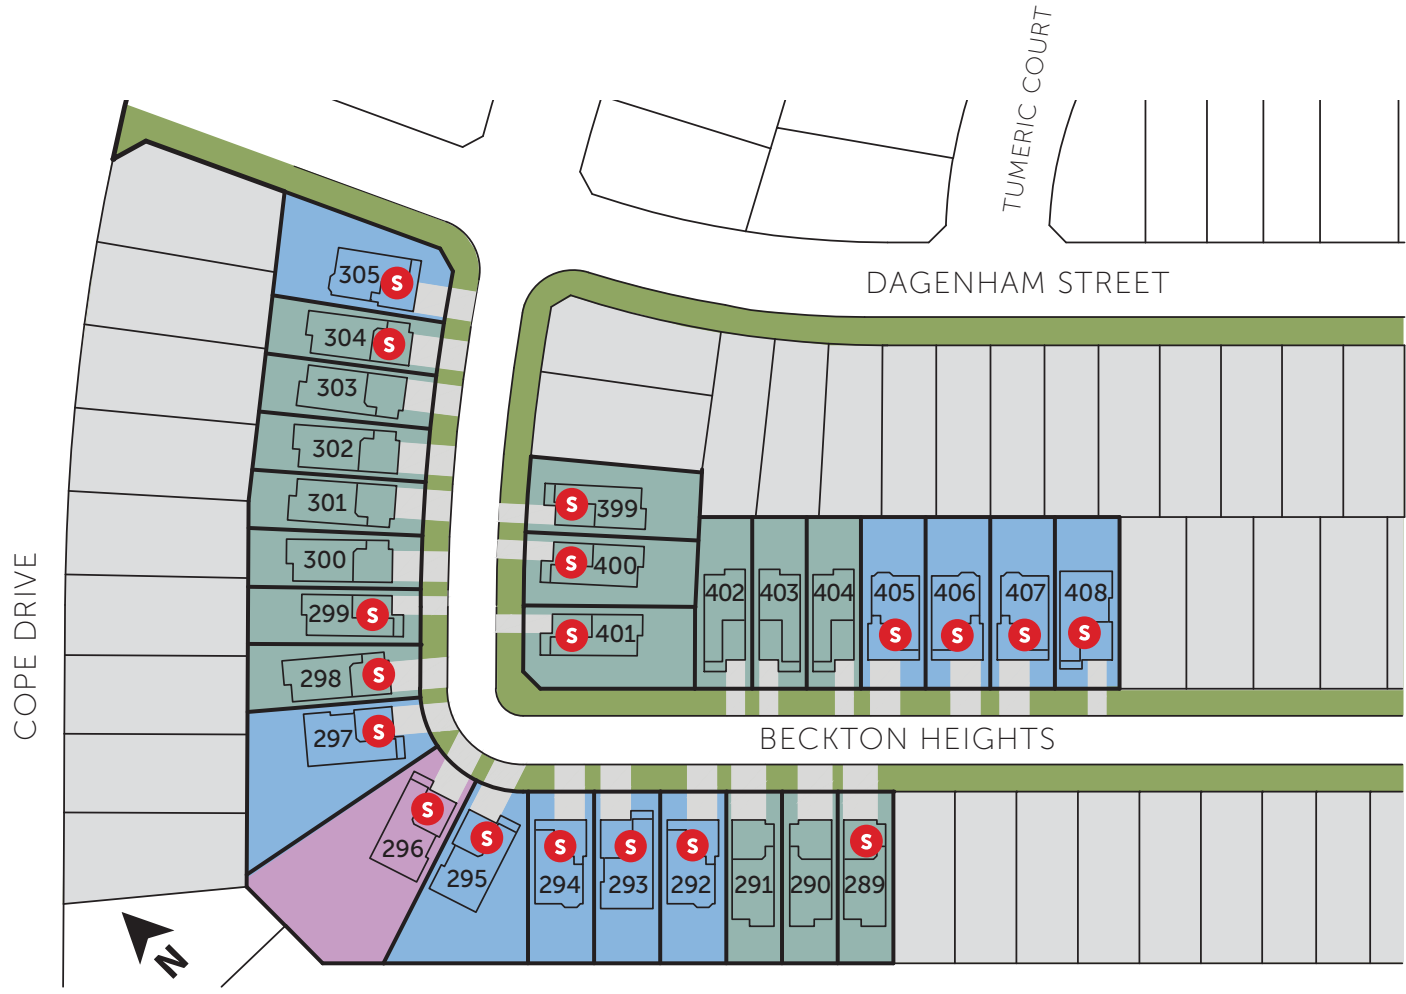 TUMERIC COURT
DAGENHAM STREET
305 S
304 S
303
302
301
300
299 S
298 S
297 S
296 S
295 S
S 399
S 400
S 401
402 403 404 405 406 407 408
S S S S
COPE DRIVE
BECKTON HEIGHTS
S S S S
294 293 292 291 290 289
N